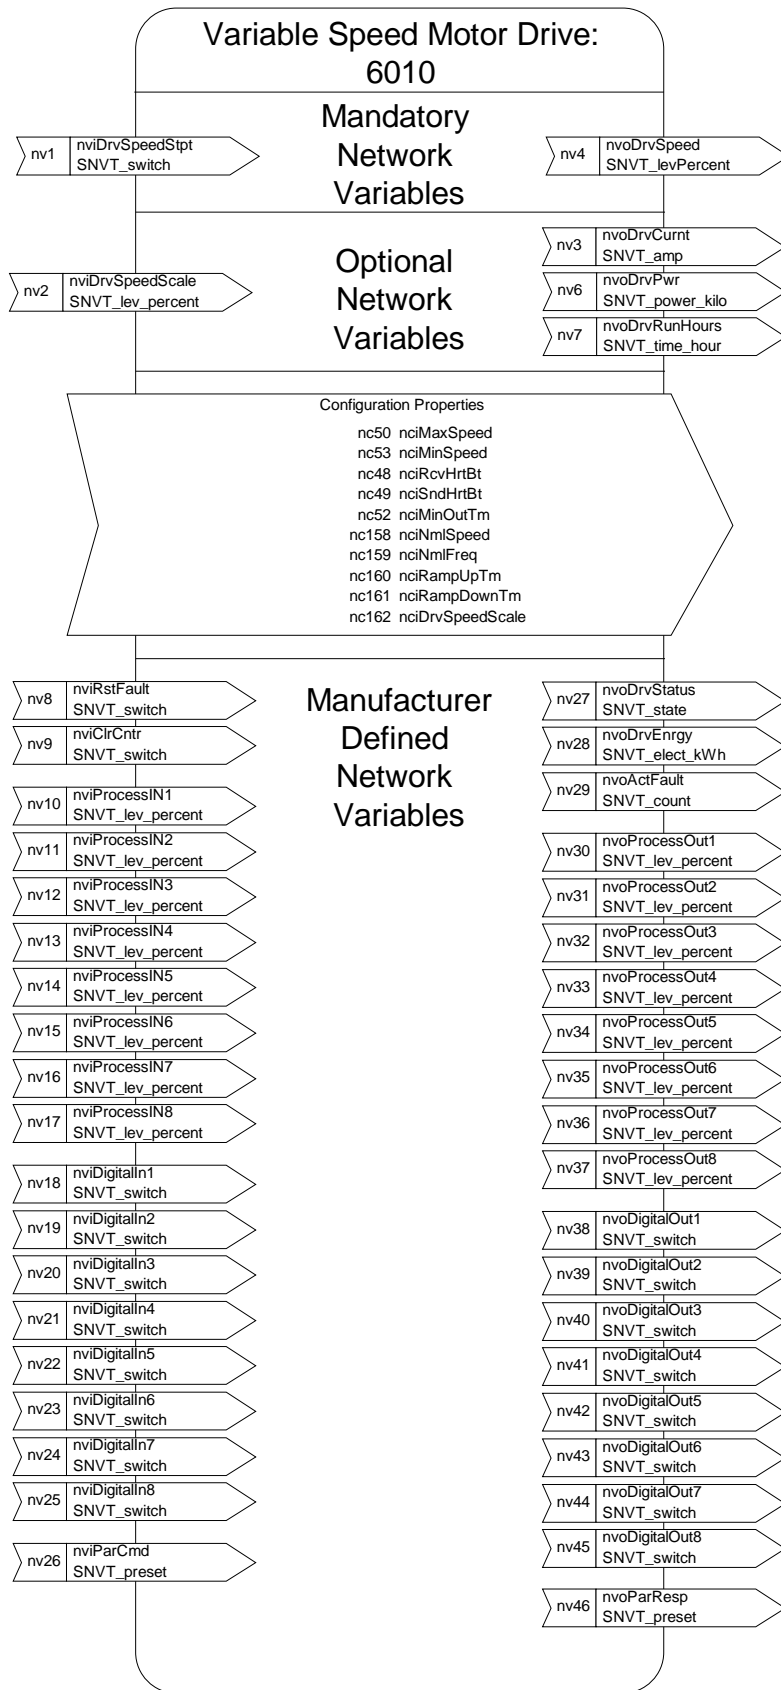 Variable Speed Motor Drive:
6010
Mandatory
Network
Variables
nv1
nviDrvSpeedStpt
SNVT_switch
nv4
nvoDrvSpeed
SNVT_levPercent
Optional
Network
Variables
nv2
nviDrvSpeedScale
SNVT_lev_percent
nv3
nvoDrvCurnt
SNVT_amp
nv6
nvoDrvPwr
SNVT_power_kilo
nv7
nvoDrvRunHours
SNVT_time_hour
Configuration Properties
nc50 nciMaxSpeed
nc53 nciMinSpeed
nc48 nciRcvHrtBt
nc49 nciSndHrtBt
nc52 nciMinOutTm
nc158 nciNmlSpeed
nc159 nciNmlFreq
nc160 nciRampUpTm
nc161 nciRampDownTm
nc162 nciDrvSpeedScale
Manufacturer
Defined
Network
Variables
nv8
nviRstFault
SNVT_switch
nv9
nviClrCntr
SNVT_switch
nv10
nviProcessIN1
SNVT_lev_percent
nv11
nviProcessIN2
SNVT_lev_percent
nv12
nviProcessIN3
SNVT_lev_percent
nv13
nviProcessIN4
SNVT_lev_percent
nv14
nviProcessIN5
SNVT_lev_percent
nv15
nviProcessIN6
SNVT_lev_percent
nv16
nviProcessIN7
SNVT_lev_percent
nv17
nviProcessIN8
SNVT_lev_percent
nv18
nviDigitalIn1
SNVT_switch
nv19
nviDigitalIn2
SNVT_switch
nv20
nviDigitalIn3
SNVT_switch
nv21
nviDigitalIn4
SNVT_switch
nv22
nviDigitalIn5
SNVT_switch
nv23
nviDigitalIn6
SNVT_switch
nv24
nviDigitalIn7
SNVT_switch
nv25
nviDigitalIn8
SNVT_switch
nv26
nviParCmd
SNVT_preset
nv27
nvoDrvStatus
SNVT_state
nv28
nvoDrvEnrgy
SNVT_elect_kWh
nv29
nvoActFault
SNVT_count
nv30
nvoProcessOut1
SNVT_lev_percent
nv31
nvoProcessOut2
SNVT_lev_percent
nv32
nvoProcessOut3
SNVT_lev_percent
nv33
nvoProcessOut4
SNVT_lev_percent
nv34
nvoProcessOut5
SNVT_lev_percent
nv35
nvoProcessOut6
SNVT_lev_percent
nv36
nvoProcessOut7
SNVT_lev_percent
nv37
nvoProcessOut8
SNVT_lev_percent
nv38
nvoDigitalOut1
SNVT_switch
nv39
nvoDigitalOut2
SNVT_switch
nv40
nvoDigitalOut3
SNVT_switch
nv41
nvoDigitalOut4
SNVT_switch
nv42
nvoDigitalOut5
SNVT_switch
nv43
nvoDigitalOut6
SNVT_switch
nv44
nvoDigitalOut7
SNVT_switch
nv45
nvoDigitalOut8
SNVT_switch
nv46
nvoParResp
SNVT_preset